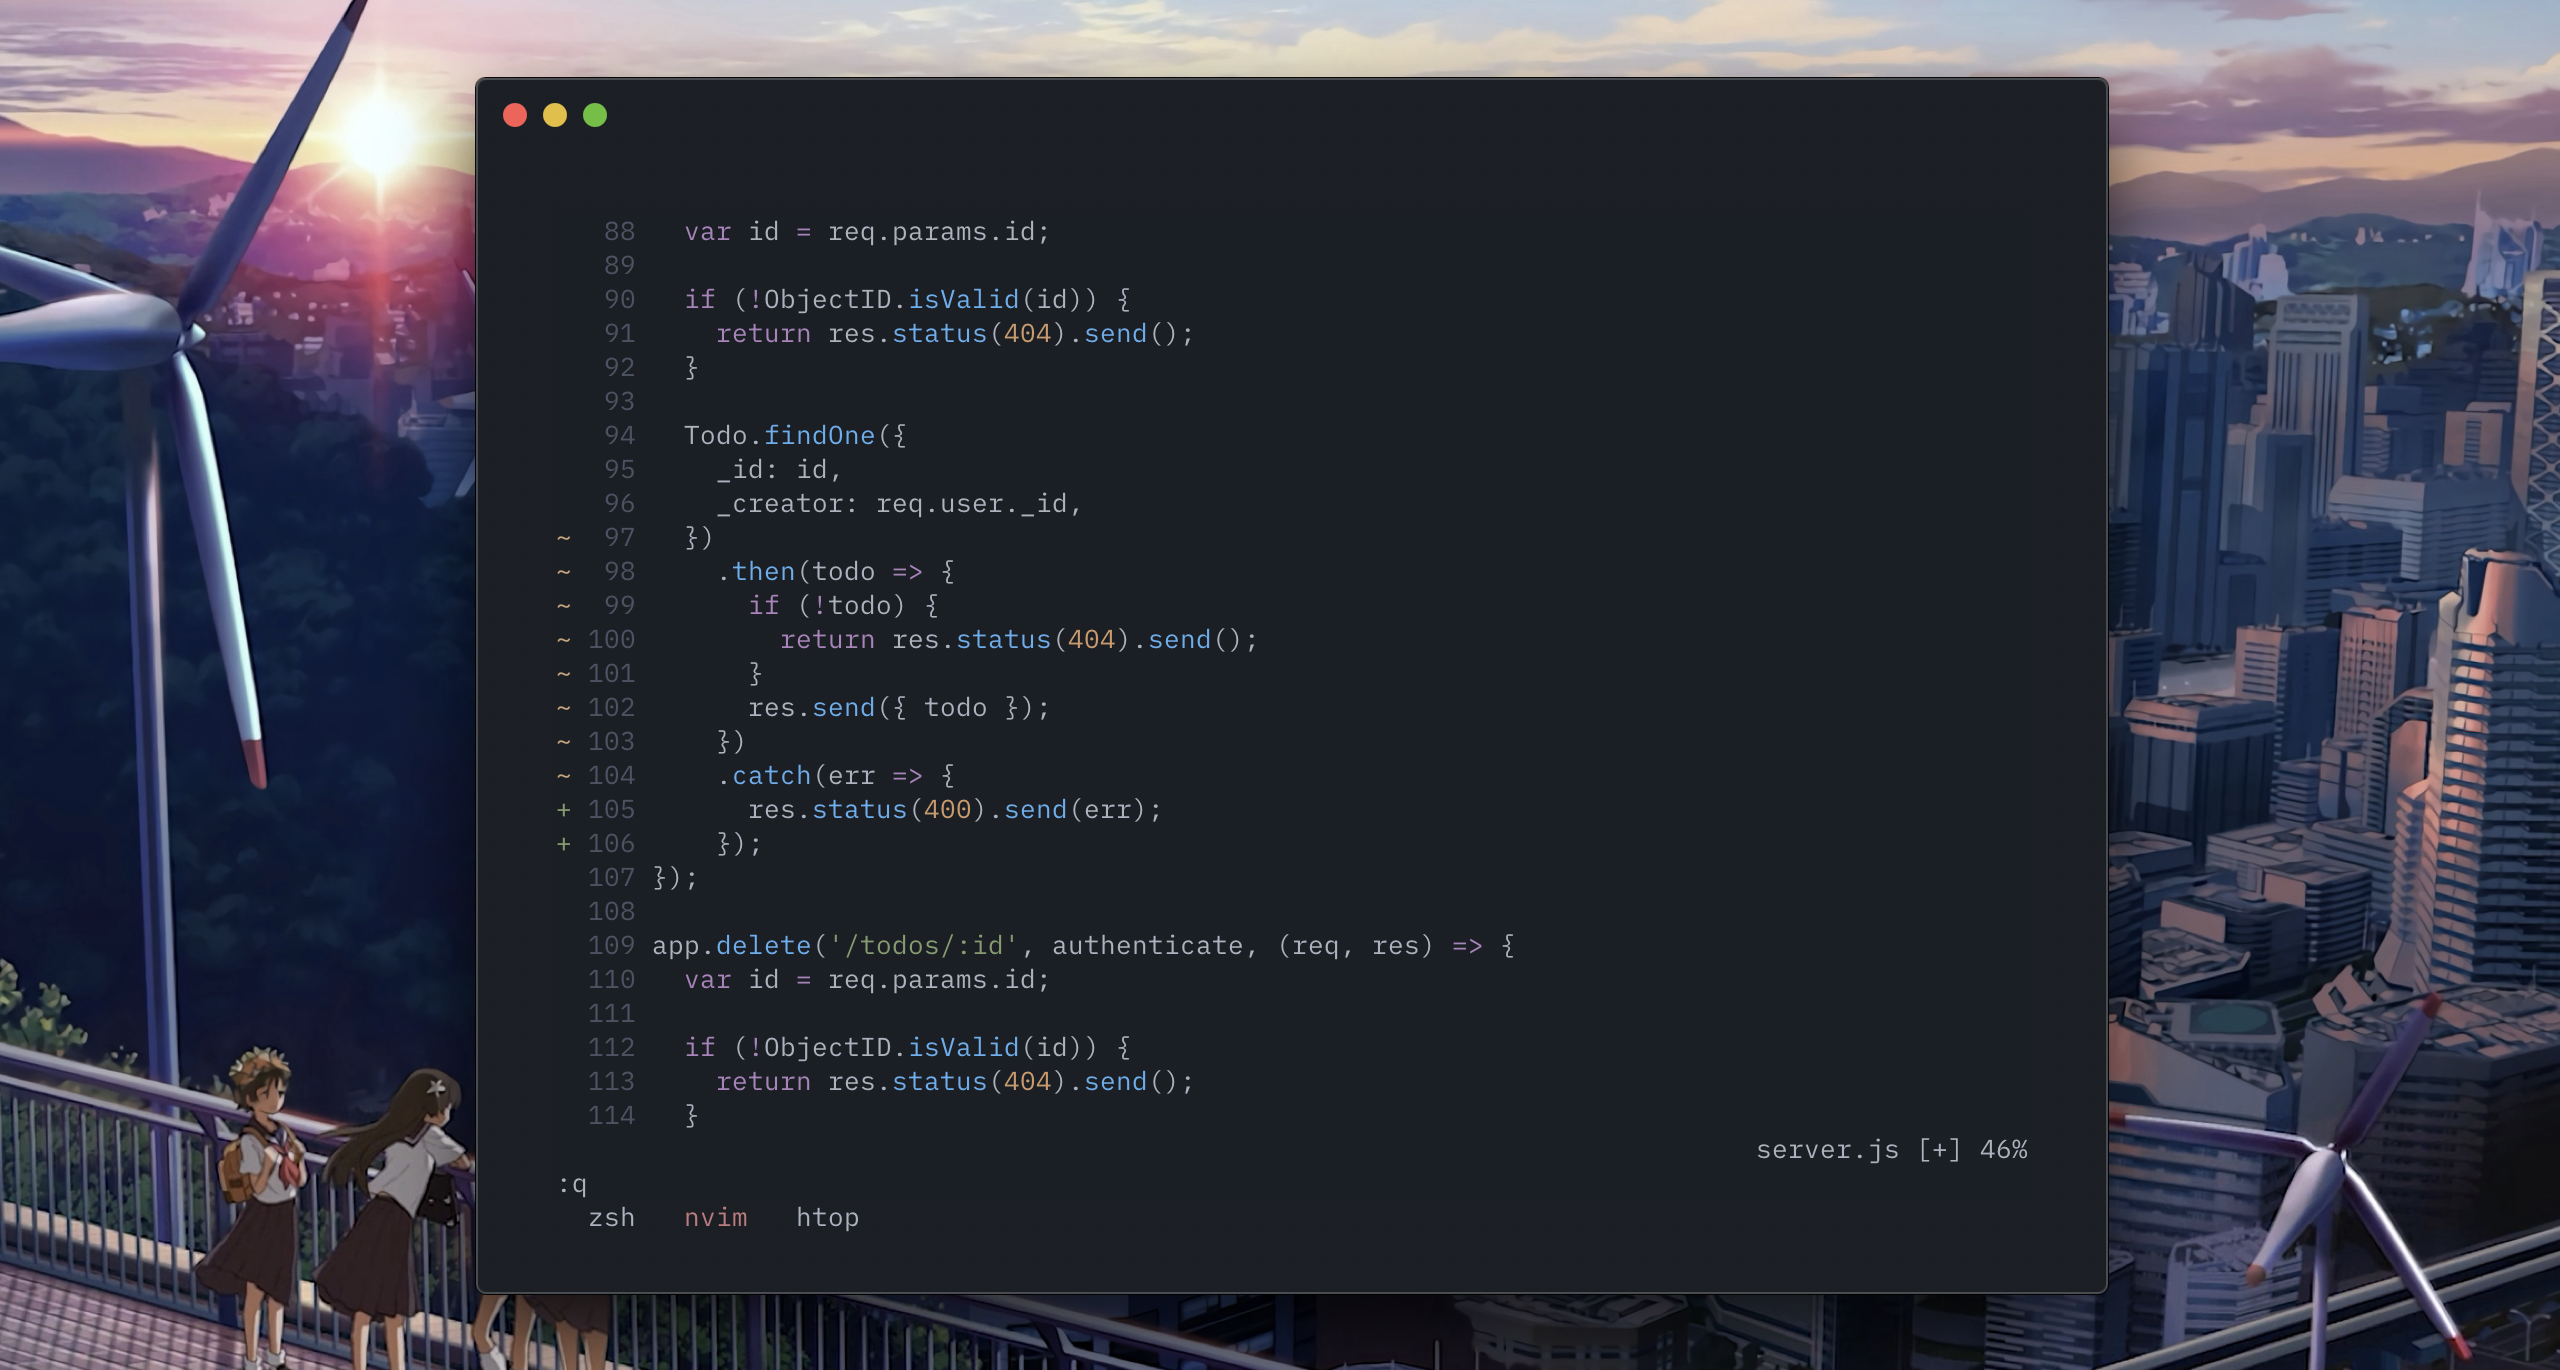 88   var id = req.params.id;
89
90   if (!ObjectID.isValid(id)) {
91     return res.status(404).send();
92   }
93
94   Todo.findOne({
95     _id: id,
96     _creator: req.user._id,
~ 97   })
~ 98     .then(todo => {
~ 99       if (!todo) {
~ 100         return res.status(404).send();
~ 101       }
~ 102       res.send({ todo });
~ 103     })
~ 104     .catch(err => {
+ 105       res.status(400).send(err);
+ 106     });
107 });
108
109 app.delete('/todos/:id', authenticate, (req, res) => {
110   var id = req.params.id;
111
112   if (!ObjectID.isValid(id)) {
113     return res.status(404).send();
114   }
server.js [+] 46%
:q
zsh   nvim   htop